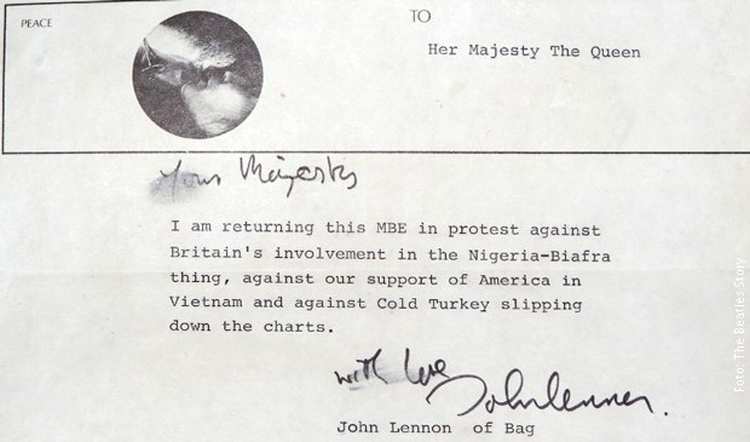 PEACE
TO
Her Majesty The Queen
Your Majesty
I am returning this MBE in protest against
Britain's involvement in the Nigeria-Biafra
thing, against our support of America in
Vietnam and against Cold Turkey slipping
down the charts.
with love
John Lennon
John Lennon of Bag
Foto: The Beatles Story